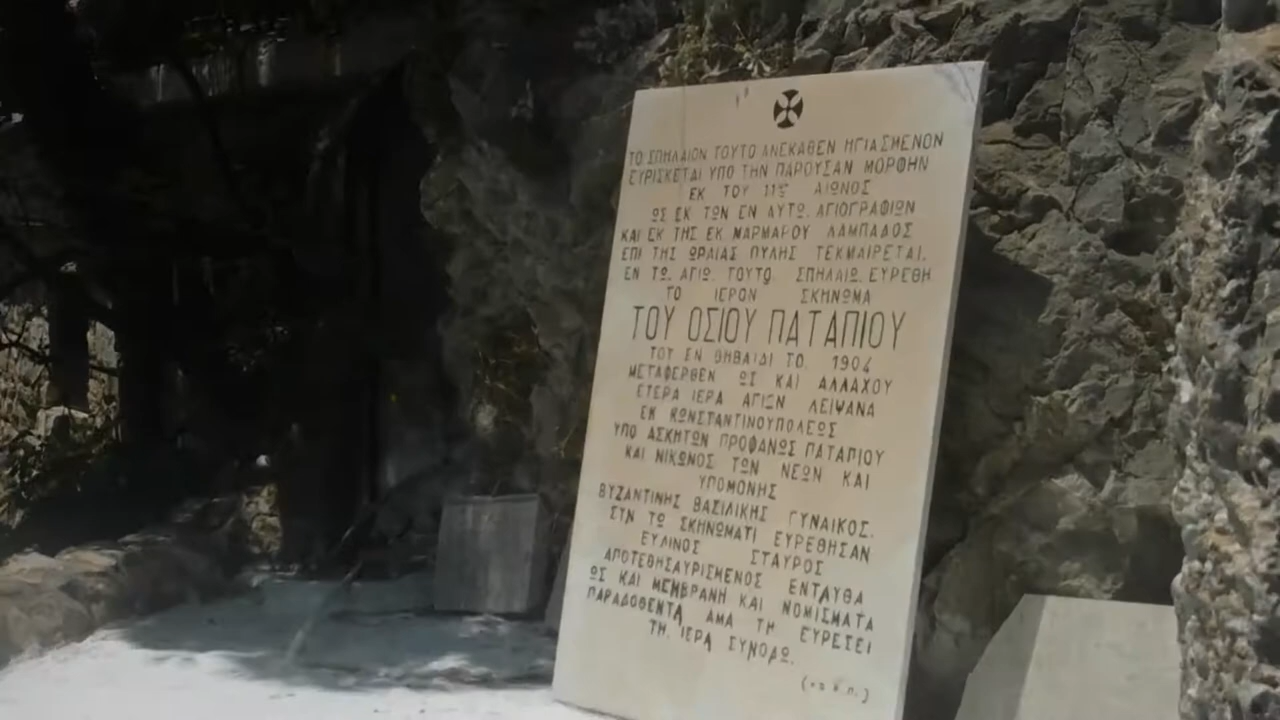 ΤΟ ΣΠΗΛΑΙΟΝ ΤΟΥΤΟ ΑΝΕΚΑΘΕΝ ΗΓΙΑΣΜΕΝΟΝ
ΕΥΡΙΣΚΕΤΑΙ ΥΠΟ ΤΗΝ ΠΑΡΟΥΣΑΝ ΜΟΡΦΗΝ
ΕΚ ΤΟΥ 11ου ΑΙΩΝΟΣ
ΩΣ ΕΚ ΤΩΝ ΕΝ ΑΥΤΩ. ΑΓΙΟΓΡΑΦΙΩΝ
ΚΑΙ ΕΚ ΤΗΣ ΕΚ ΜΑΡΜΑΡΟΥ ΛΑΜΠΑΔΟΣ
ΕΠΙ ΤΗΣ ΩΡΑΙΑΣ ΠΥΛΗΣ ΤΕΚΜΑΙΡΕΤΑΙ.
ΕΝ ΤΩ. ΑΓΙΩ. ΤΟΥΤΩ ΣΠΗΛΑΙΩ. ΕΥΡΕΘΗ
ΤΟ ΙΕΡΟΝ ΣΚΗΝΩΜΑ
ΤΟΥ ΟΣΙΟΥ ΠΑΤΑΠΙΟΥ
ΤΟΥ ΕΝ ΘΗΒΑΙΔΙ ΤΟ. 1904
ΜΕΤΑΦΕΡΘΕΝ ΩΣ ΚΑΙ ΑΛΛΑΧΟΥ
ΕΤΕΡΑ ΙΕΡΑ ΑΓΙΩΝ ΛΕΙΨΑΝΑ
ΕΚ ΚΩΝΣΤΑΝΤΙΝΟΥΠΟΛΕΩΣ
ΥΠΟ ΑΣΚΗΤΩΝ ΠΡΟΦΑΝΩΣ ΠΑΤΑΠΙΟΥ
ΚΑΙ ΝΙΚΩΝΟΣ ΤΩΝ ΝΕΩΝ ΚΑΙ
ΥΠΟΜΟΝΗΣ
ΒΥΖΑΝΤΙΝΗΣ ΒΑΣΙΛΙΚΗΣ ΓΥΝΑΙΚΟΣ.
ΣΥΝ ΤΩ ΣΚΗΝΩΜΑΤΙ ΕΥΡΕΘΗΣΑΝ
ΞΥΛΙΝΟΣ ΣΤΑΥΡΟΣ
ΑΠΟΤΕΘΗΣΑΥΡΙΣΜΕΝΟΣ ΕΝΤΑΥΘΑ
ΩΣ ΚΑΙ ΜΕΜΒΡΑΝΗ ΚΑΙ ΝΟΜΙΣΜΑΤΑ
ΠΑΡΑΔΟΘΕΝΤΑ ΑΜΑ ΤΗ ΕΥΡΕΣΕΙ
ΤΗ. ΙΕΡΑ ΣΥΝΟΔΩ.